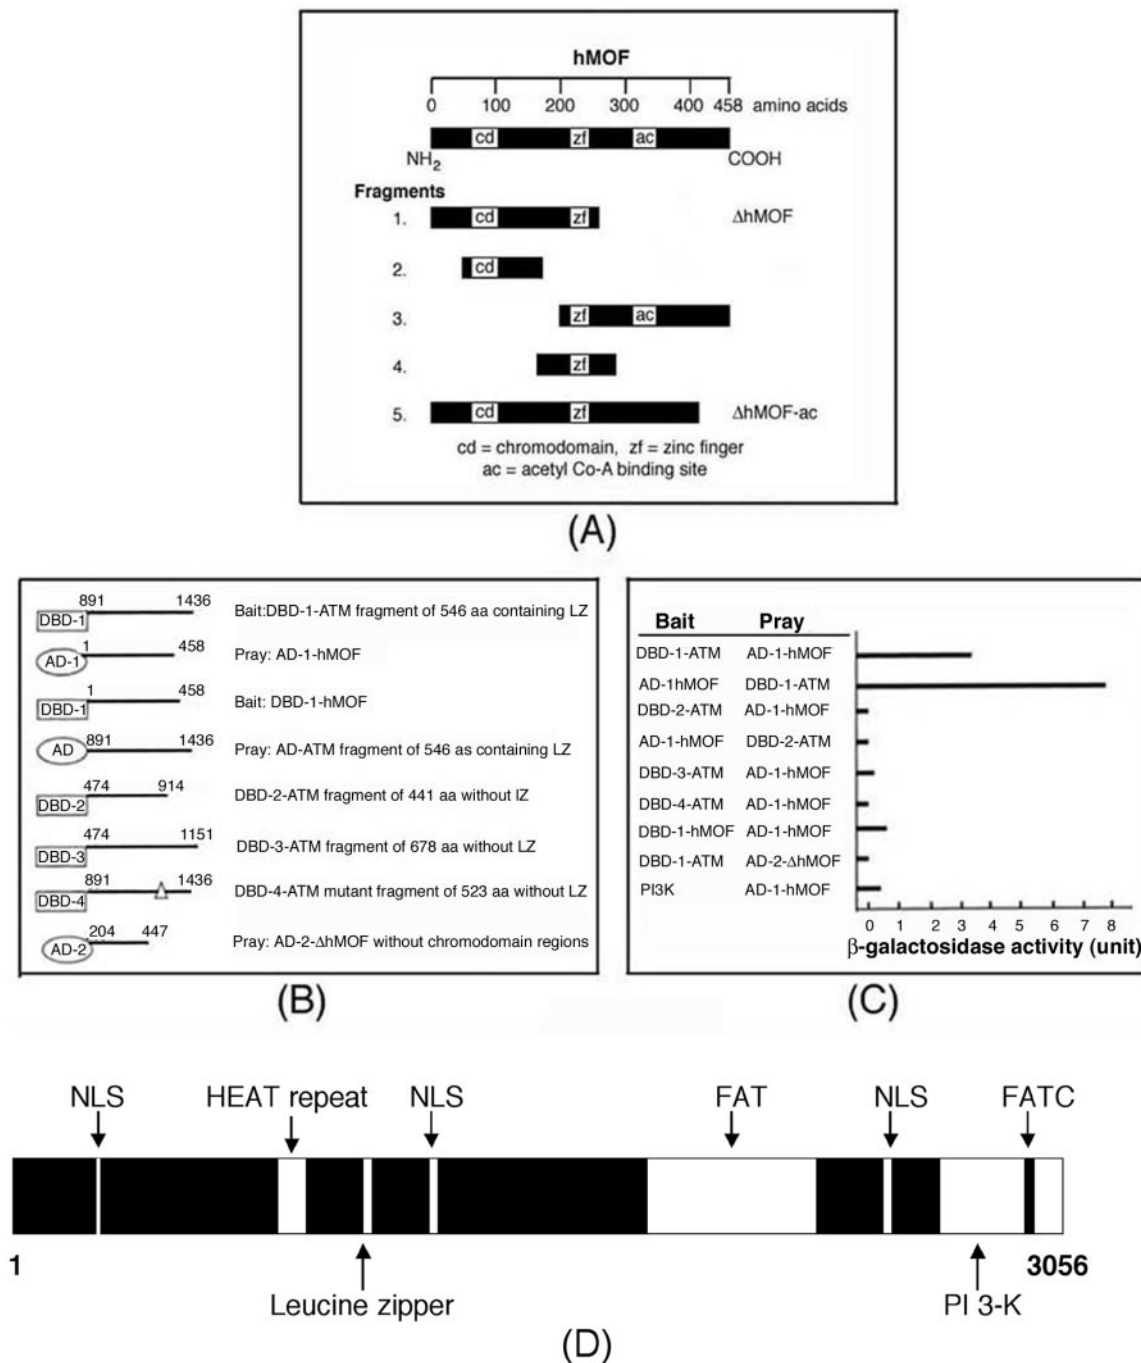 hMOF
0 100 200 300 400 458 amino acids
cd zf ac
NH2 COOH
Fragments
1. cd zf ΔhMOF
2. cd
3. zf ac
4. zf
5. cd zf ΔhMOF-ac
cd = chromodomain, zf = zinc finger
ac = acetyl Co-A binding site
(A)
891 1436
DBD-1 Bait:DBD-1-ATM fragment of 546 aa containing LZ
1 458
AD-1 Pray: AD-1-hMOF
1 458
DBD-1 Bait: DBD-1-hMOF
891 1436
AD Pray: AD-ATM fragment of 546 as containing LZ
474 914
DBD-2 DBD-2-ATM fragment of 441 aa without IZ
474 1151
DBD-3 DBD-3-ATM fragment of 678 aa without LZ
891 1436
DBD-4 DBD-4-ATM mutant fragment of 523 aa without LZ
204 447
AD-2 Pray: AD-2-ΔhMOF without chromodomain regions
(B)
Bait Pray
DBD-1-ATM AD-1-hMOF
AD-1hMOF DBD-1-ATM
DBD-2-ATM AD-1-hMOF
AD-1-hMOF DBD-2-ATM
DBD-3-ATM AD-1-hMOF
DBD-4-ATM AD-1-hMOF
DBD-1-hMOF AD-1-hMOF
DBD-1-ATM AD-2-ΔhMOF
PI3K AD-1-hMOF
0 1 2 3 4 5 6 7 8
β-galactosidase activity (unit)
(C)
NLS HEAT repeat NLS FAT NLS FATC
1 3056
Leucine zipper PI 3-K
(D)